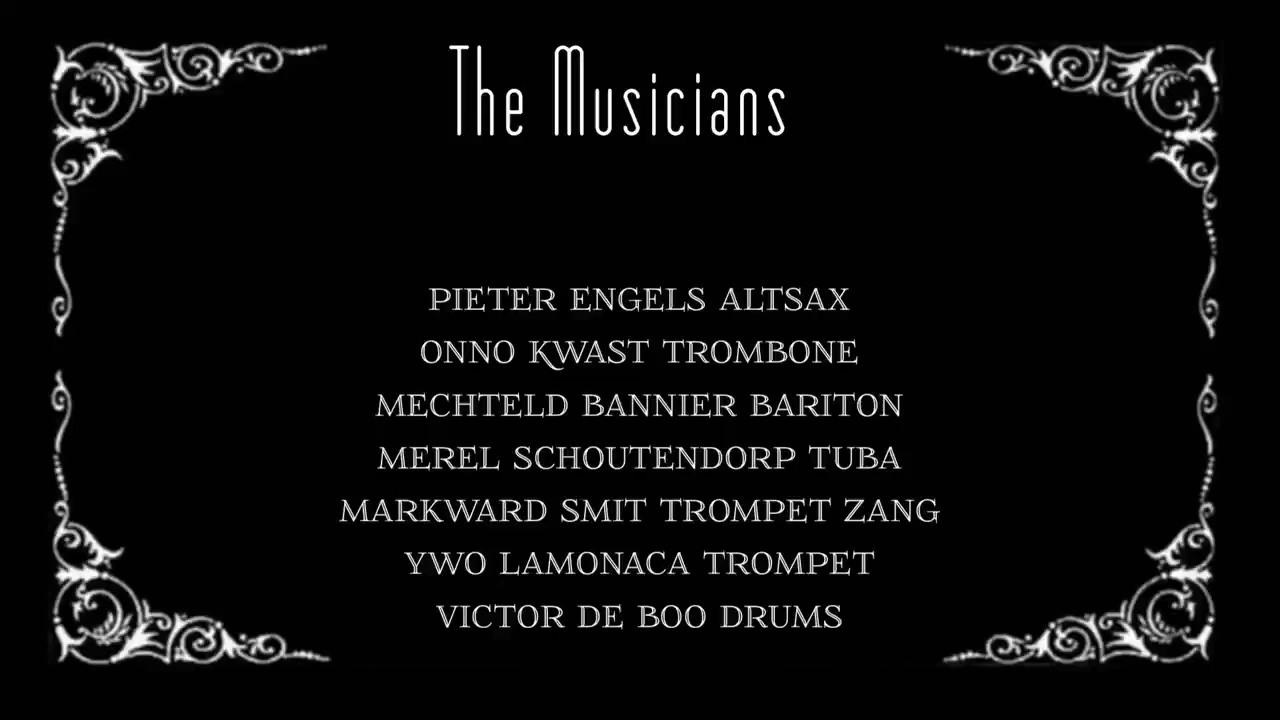 The Musicians
PIETER ENGELS ALTSAX
ONNO KWAST TROMBONE
MECHTELD BANNIER BARITON
MEREL SCHOUTENDORP TUBA
MARKWARD SMIT TROMPET ZANG
YWO LAMONACA TROMPET
VICTOR DE BOO DRUMS